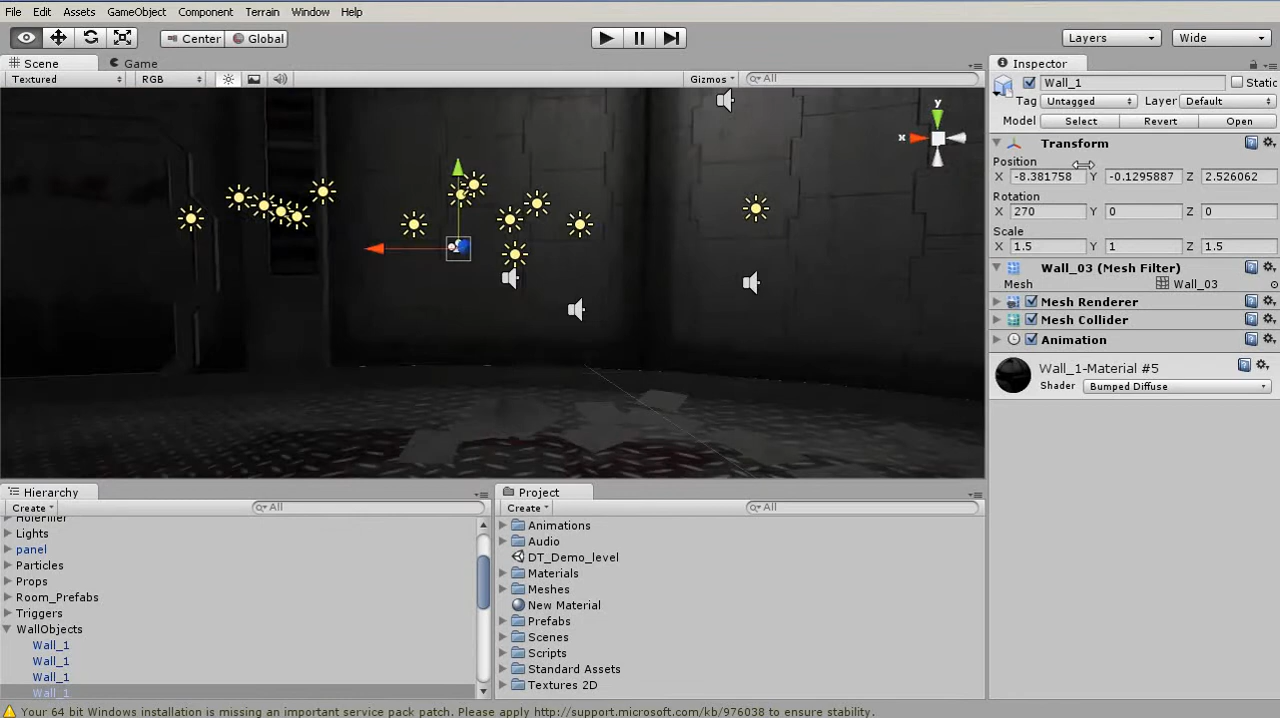 File Edit Assets GameObject Component Terrain Window Help
Center Global Layers Wide
Scene Game
Textured RGB Gizmos All
y
x
Inspector
Wall_1 Static
Tag Untagged Layer Default
Model Select Revert Open
Transform
Position
X -8.381758 Y -0.1295887 Z 2.526062
Rotation
X 270 Y 0 Z 0
Scale
X 1.5 Y 1 Z 1.5
Wall_03 (Mesh Filter)
Mesh Wall_03
Mesh Renderer
Mesh Collider
Animation
Wall_1-Material #5
Shader Bumped Diffuse
Hierarchy
Create All
HoleFiller
Lights
panel
Particles
Props
Room_Prefabs
Triggers
WallObjects
Wall_1
Wall_1
Wall_1
Wall_1
Project
Create All
Animations
Audio
DT_Demo_level
Materials
Meshes
New Material
Prefabs
Scenes
Scripts
Standard Assets
Textures 2D
Your 64 bit Windows installation is missing an important service pack patch. Please apply http://support.microsoft.com/kb/976038 to ensure stability.